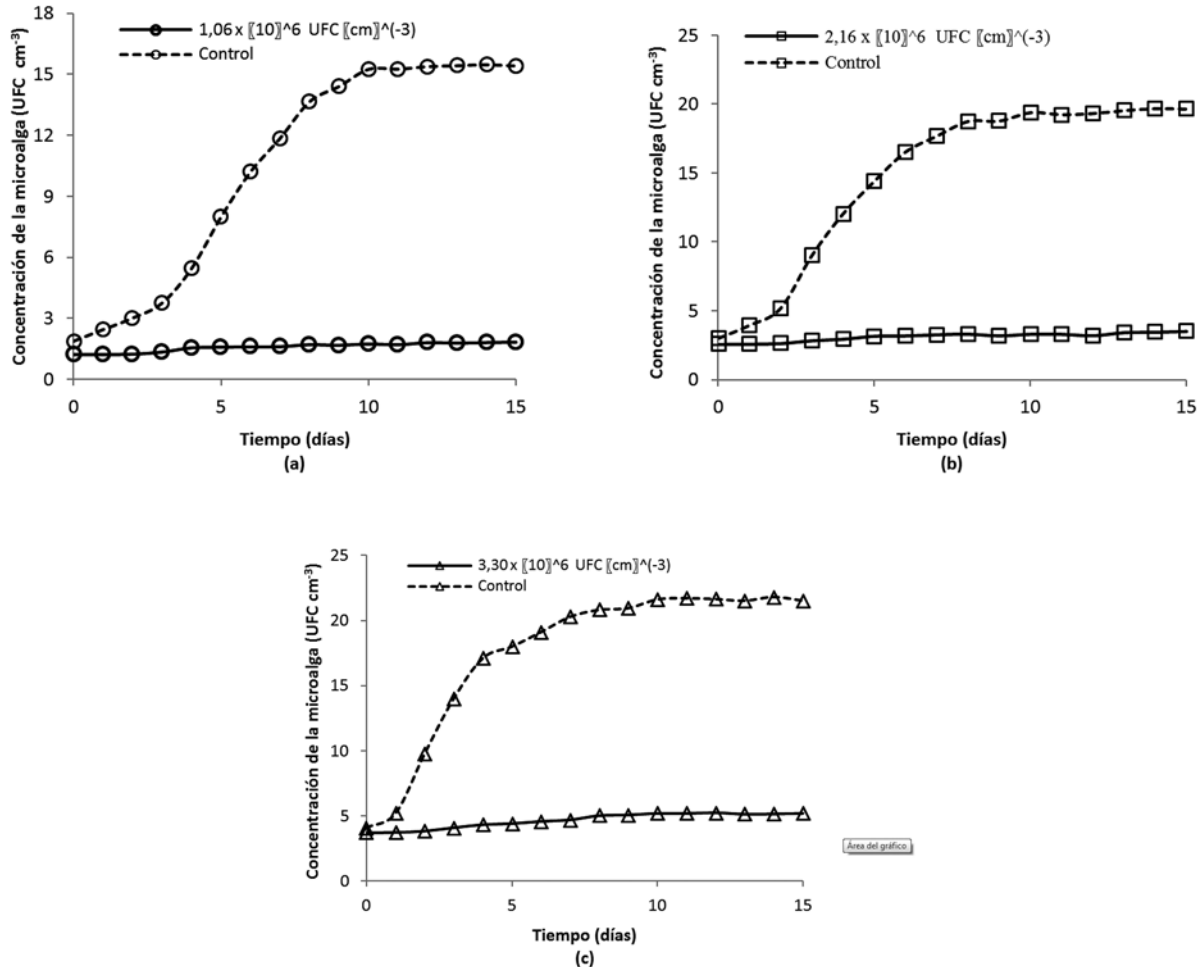 1,06 x 〖10〗^6 UFC 〖cm〗^(-3)
Control
Concentración de la microalga (UFC cm-3)
18
15
12
9
6
3
0
0 5 10 15
Tiempo (días)
(a)
2,16 x 〖10〗^6 UFC 〖cm〗^(-3)
Control
Concentración de la microalga (UFC cm-3)
25
20
15
10
5
0
0 5 10 15
Tiempo (días)
(b)
3,30 x 〖10〗^6 UFC 〖cm〗^(-3)
Control
Concentración de la microalga (UFC cm-3)
25
20
15
10
5
0
0 5 10 15
Tiempo (días)
(c)
Área del gráfico